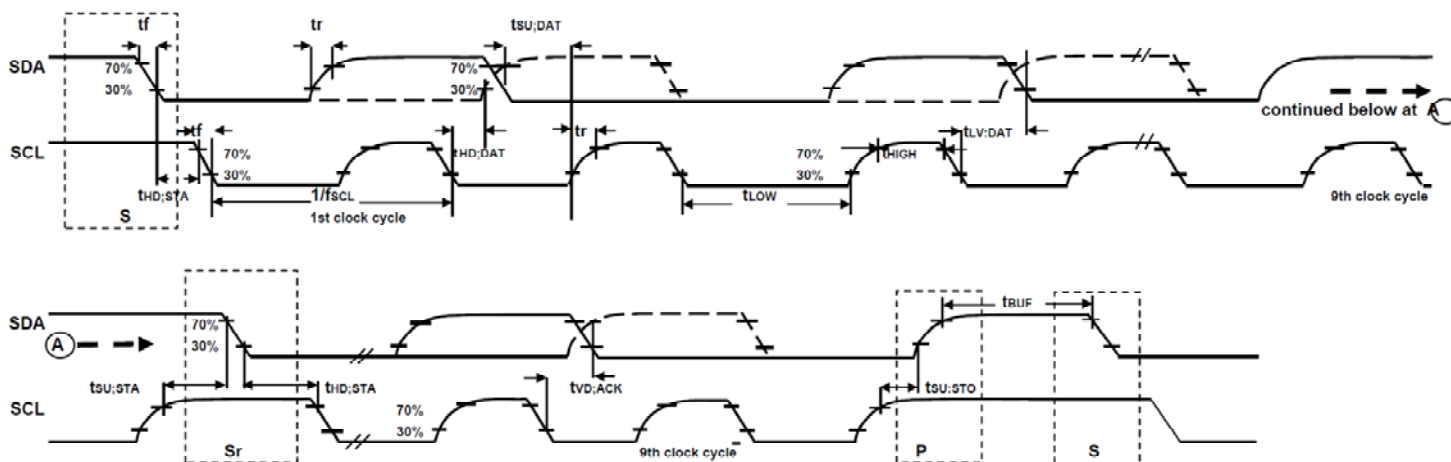 tf tr tSU;DAT
SDA 70% 70%
30% 30%
continued below at A
tf tHD;DAT tr tLV:DAT
SCL 70% 70% tHIGH
30% 30%
tHD;STA 1/fSCL tLOW
S 1st clock cycle 9th clock cycle
tBUF
SDA 70%
A 30%
tSU;STA tHD;STA tVD;ACK tSU:STO
SCL 70%
30%
Sr 9th clock cycle P S